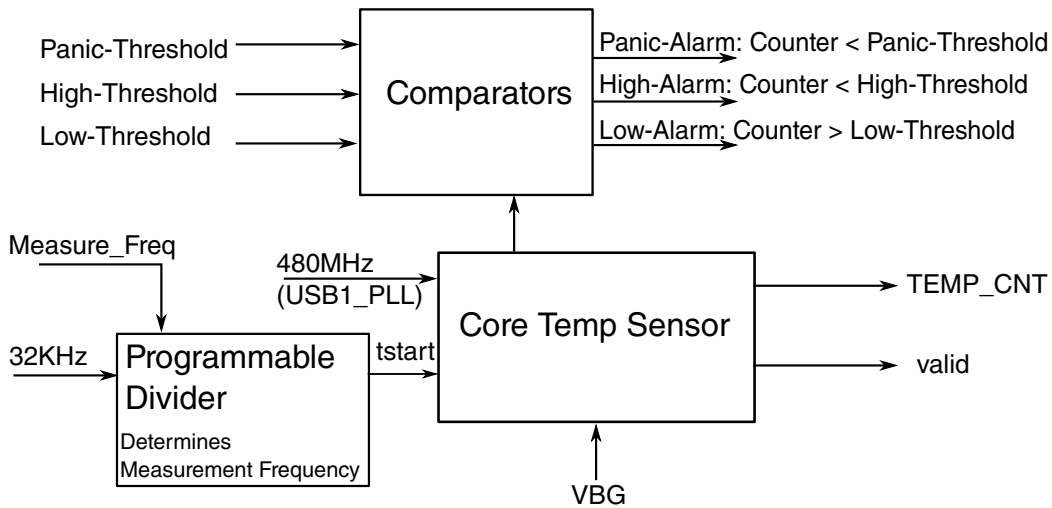 Panic-Threshold
High-Threshold
Low-Threshold
Comparators
Panic-Alarm: Counter < Panic-Threshold
High-Alarm: Counter < High-Threshold
Low-Alarm: Counter > Low-Threshold
Measure_Freq
32KHz
Programmable
Divider
Determines
Measurement Frequency
tstart
480MHz
(USB1_PLL)
Core Temp Sensor
TEMP_CNT
valid
VBG